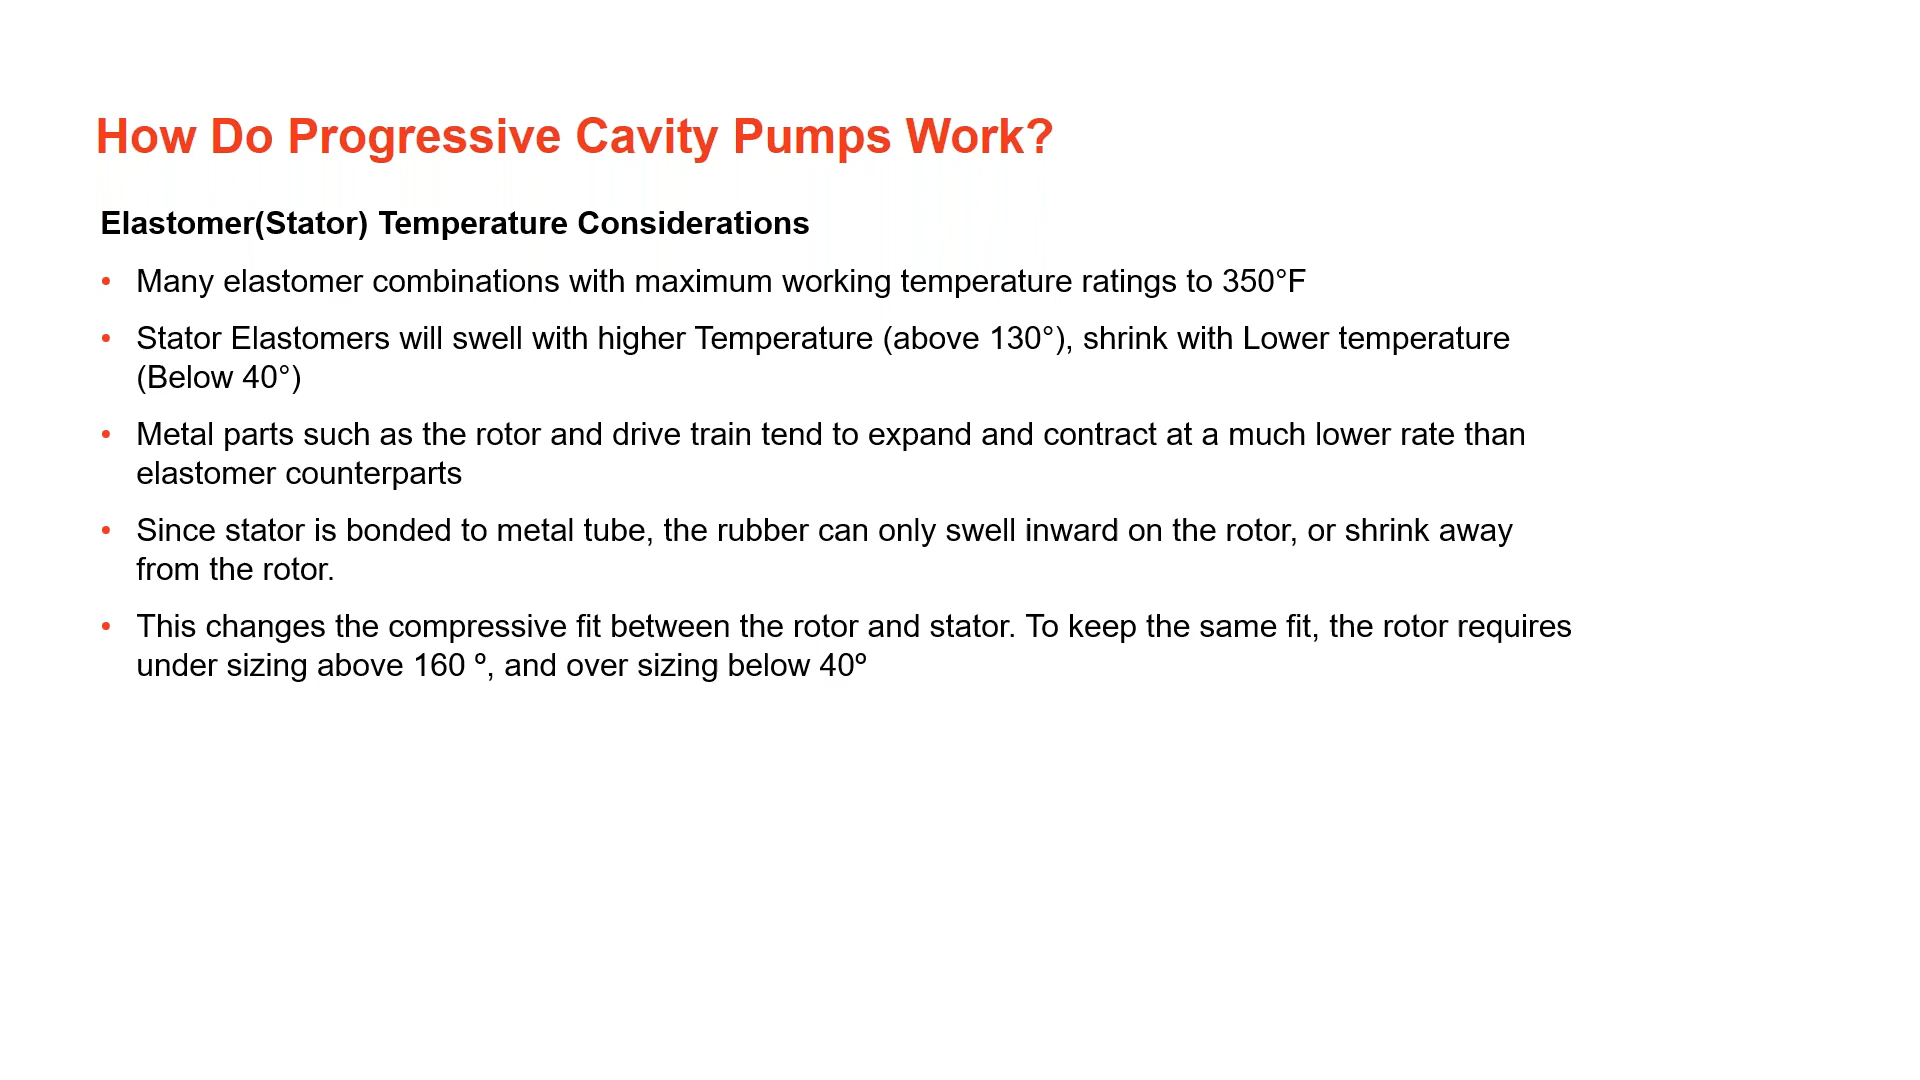 How Do Progressive Cavity Pumps Work?
Elastomer(Stator) Temperature Considerations
• Many elastomer combinations with maximum working temperature ratings to 350°F
• Stator Elastomers will swell with higher Temperature (above 130°), shrink with Lower temperature
(Below 40°)
• Metal parts such as the rotor and drive train tend to expand and contract at a much lower rate than
elastomer counterparts
• Since stator is bonded to metal tube, the rubber can only swell inward on the rotor, or shrink away
from the rotor.
• This changes the compressive fit between the rotor and stator. To keep the same fit, the rotor requires
under sizing above 160 º, and over sizing below 40º